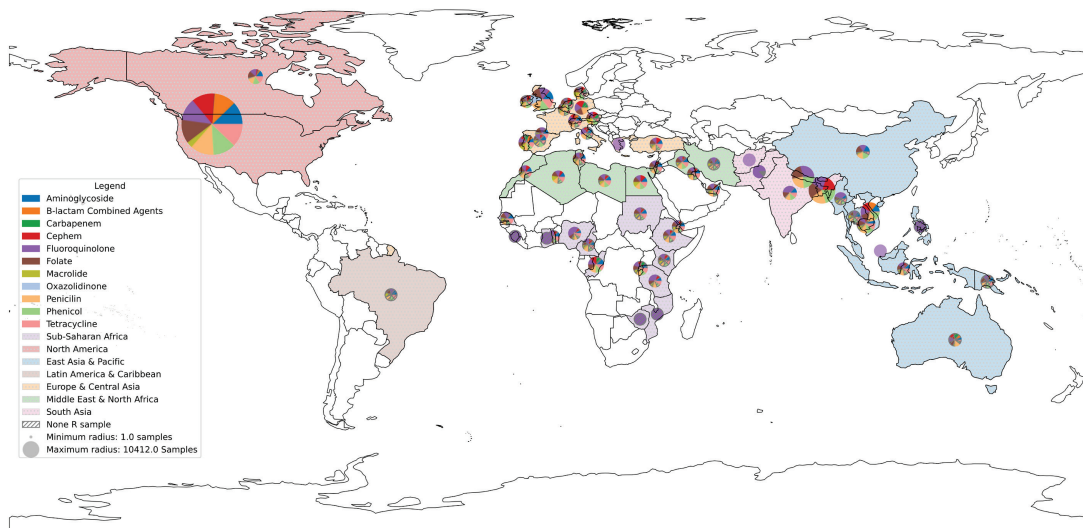 Legend
Aminoglycoside
B-lactam Combined Agents
Carbapenem
Cephem
Fluoroquinolone
Folate
Macrolide
Oxazolidinone
Penicilin
Phenicol
Tetracycline
Sub-Saharan Africa
North America
East Asia & Pacific
Latin America & Caribbean
Europe & Central Asia
Middle East & North Africa
South Asia
None R sample
Minimum radius: 1.0 samples
Maximum radius: 10412.0 Samples